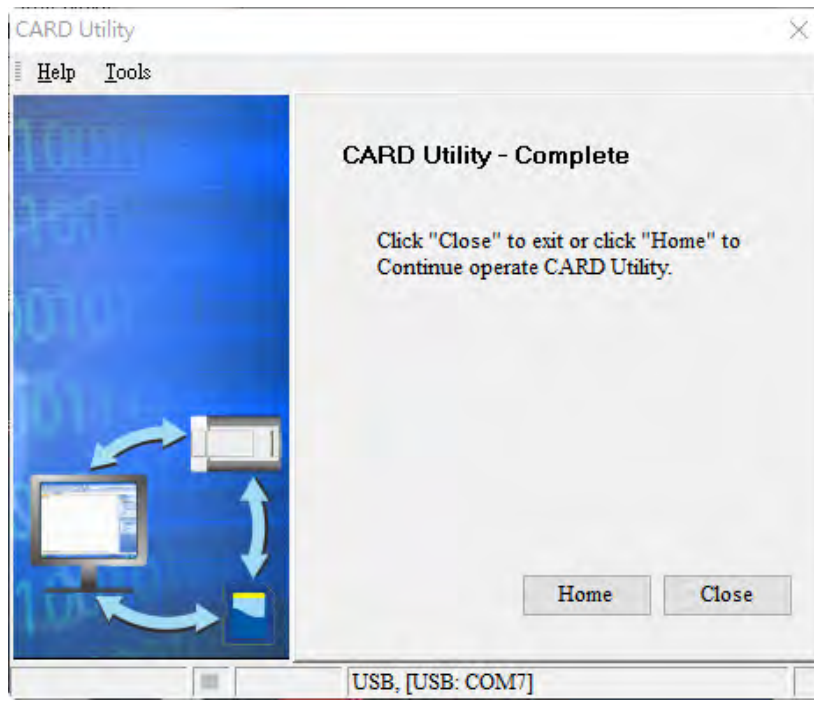 CARD Utility
Help Tools
CARD Utility - Complete
Click "Close" to exit or click "Home" to
Continue operate CARD Utility.
Home Close
USB, [USB: COM7]